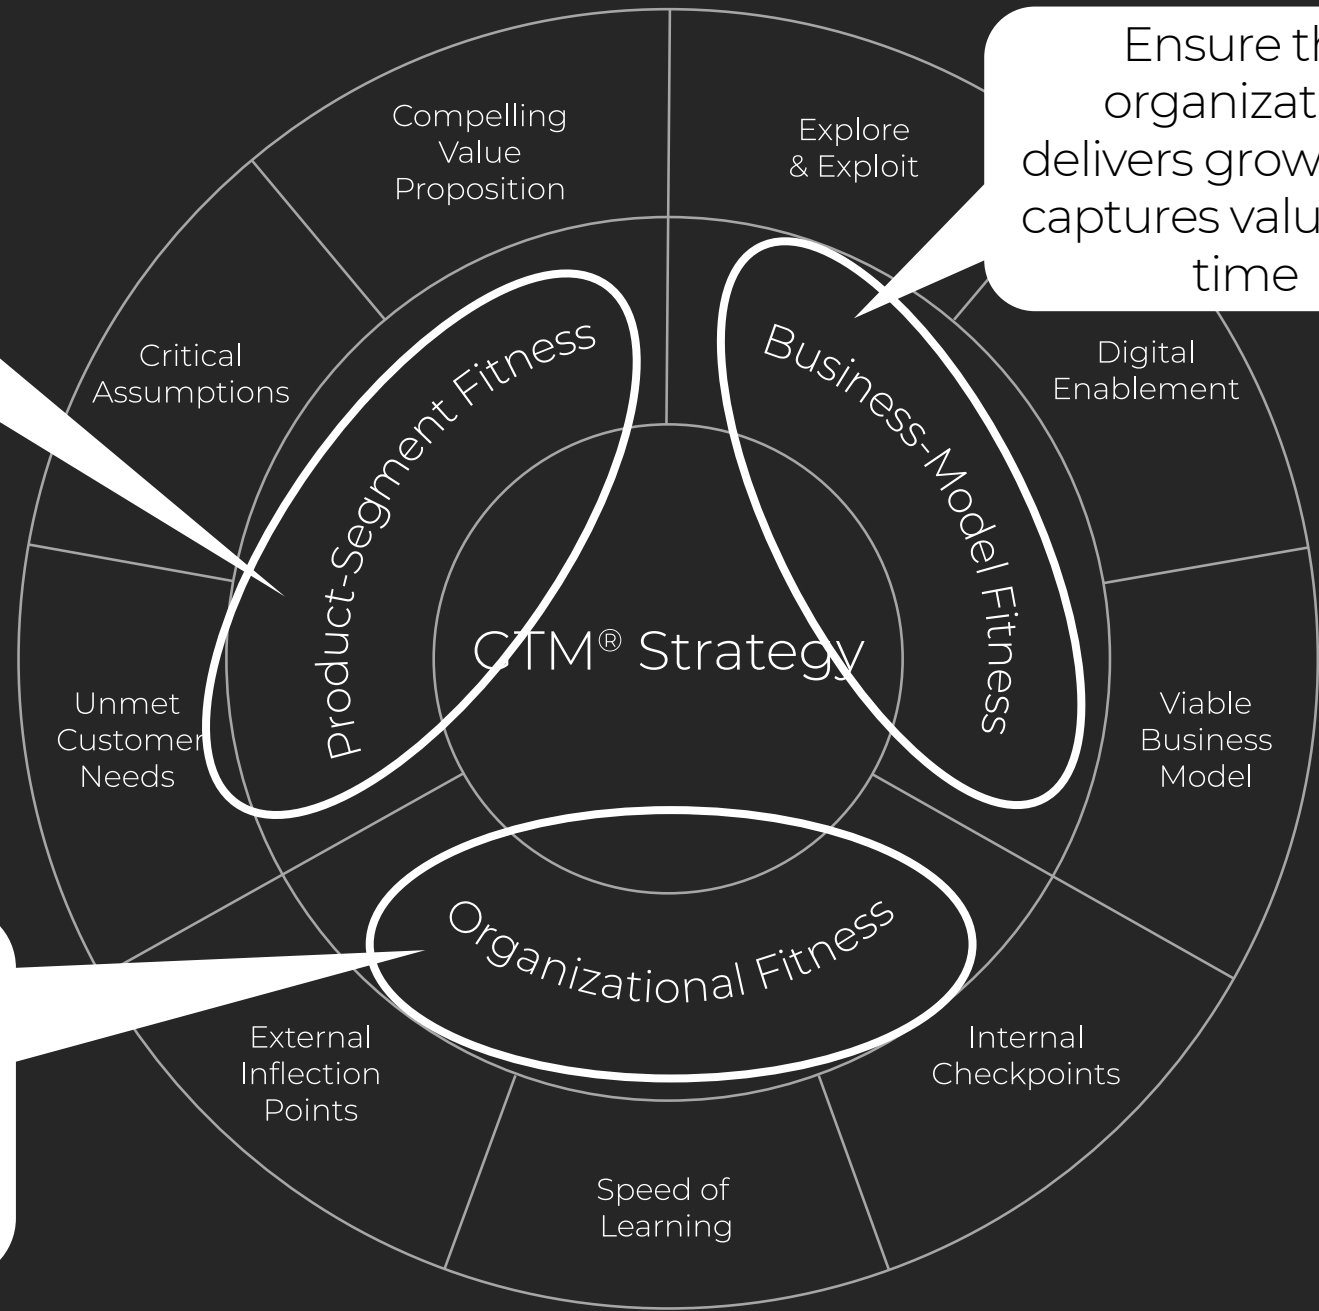 Compelling
Value
Proposition
Explore
& Exploit
Ensure th
organizat
delivers grow
captures valu
time
Critical
Assumptions
Digital
Enablement
Product-Segment Fitness
Business-Model Fitness
CTM® Strategy
Unmet
Customer
Needs
Viable
Business
Model
Organizational Fitness
External
Inflection
Points
Internal
Checkpoints
Speed of
Learning